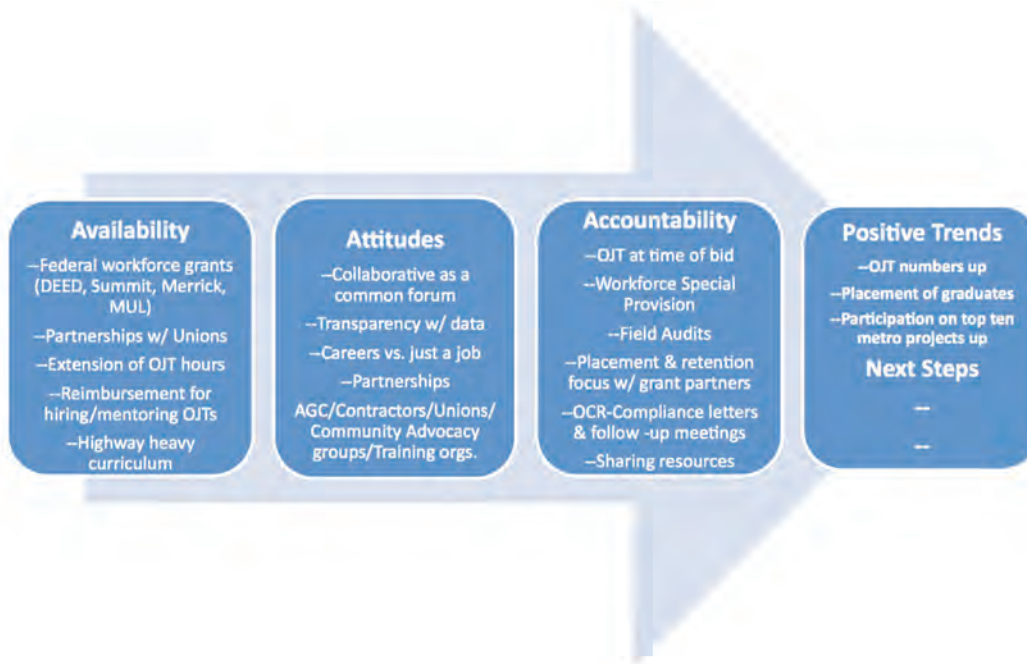 Availability
--Federal workforce grants
(DEED, Summit, Merrick,
MUL)
--Partnerships w/ Unions
--Extension of OJT hours
--Reimbursement for
hiring/mentoring OJTs
--Highway heavy
curriculum
Attitudes
--Collaborative as a
common forum
--Transparency w/ data
--Careers vs. just a job
--Partnerships
AGC/Contractors/Unions/
Community Advocacy
groups/Training orgs.
Accountability
--OJT at time of bid
--Workforce Special
Provision
--Field Audits
--Placement & retention
focus w/ grant partners
--OCR-Compliance letters
& follow -up meetings
--Sharing resources
Positive Trends
--OJT numbers up
--Placement of graduates
--Participation on top ten
metro projects up
Next Steps
--
--